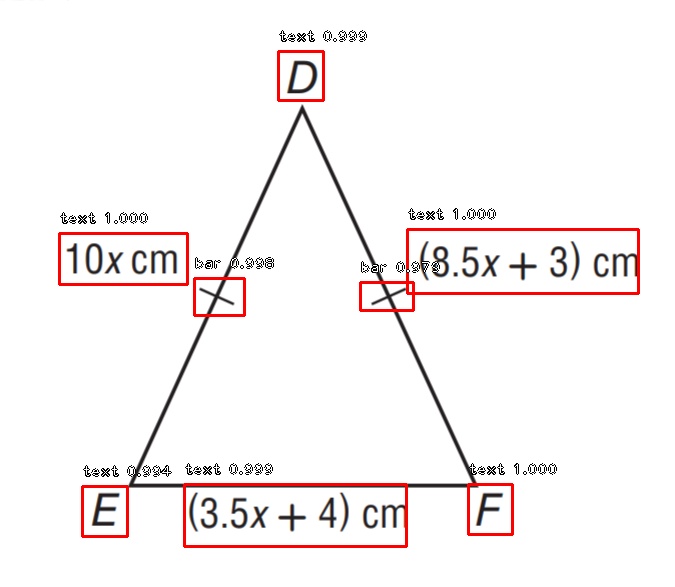 text 0.999
D
text 1.000
text 1.000
10x cm
bar 0.998
bar 0.979
(8.5x + 3) cm
text 0.994
text 0.999
text 1.000
E
(3.5x + 4) cm
F